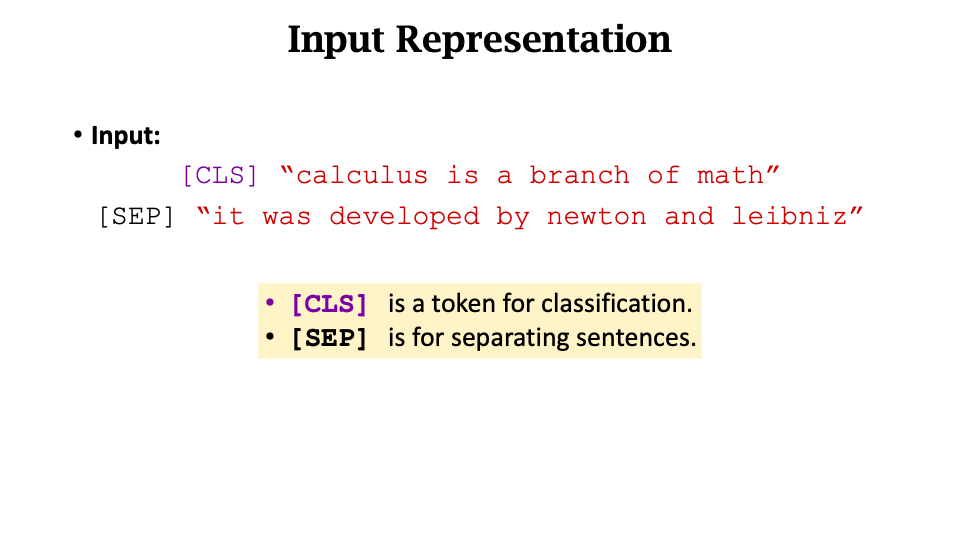 Input Representation
• Input:
[CLS] “calculus is a branch of math”
[SEP] “it was developed by newton and leibniz”
• [CLS] is a token for classification.
• [SEP] is for separating sentences.